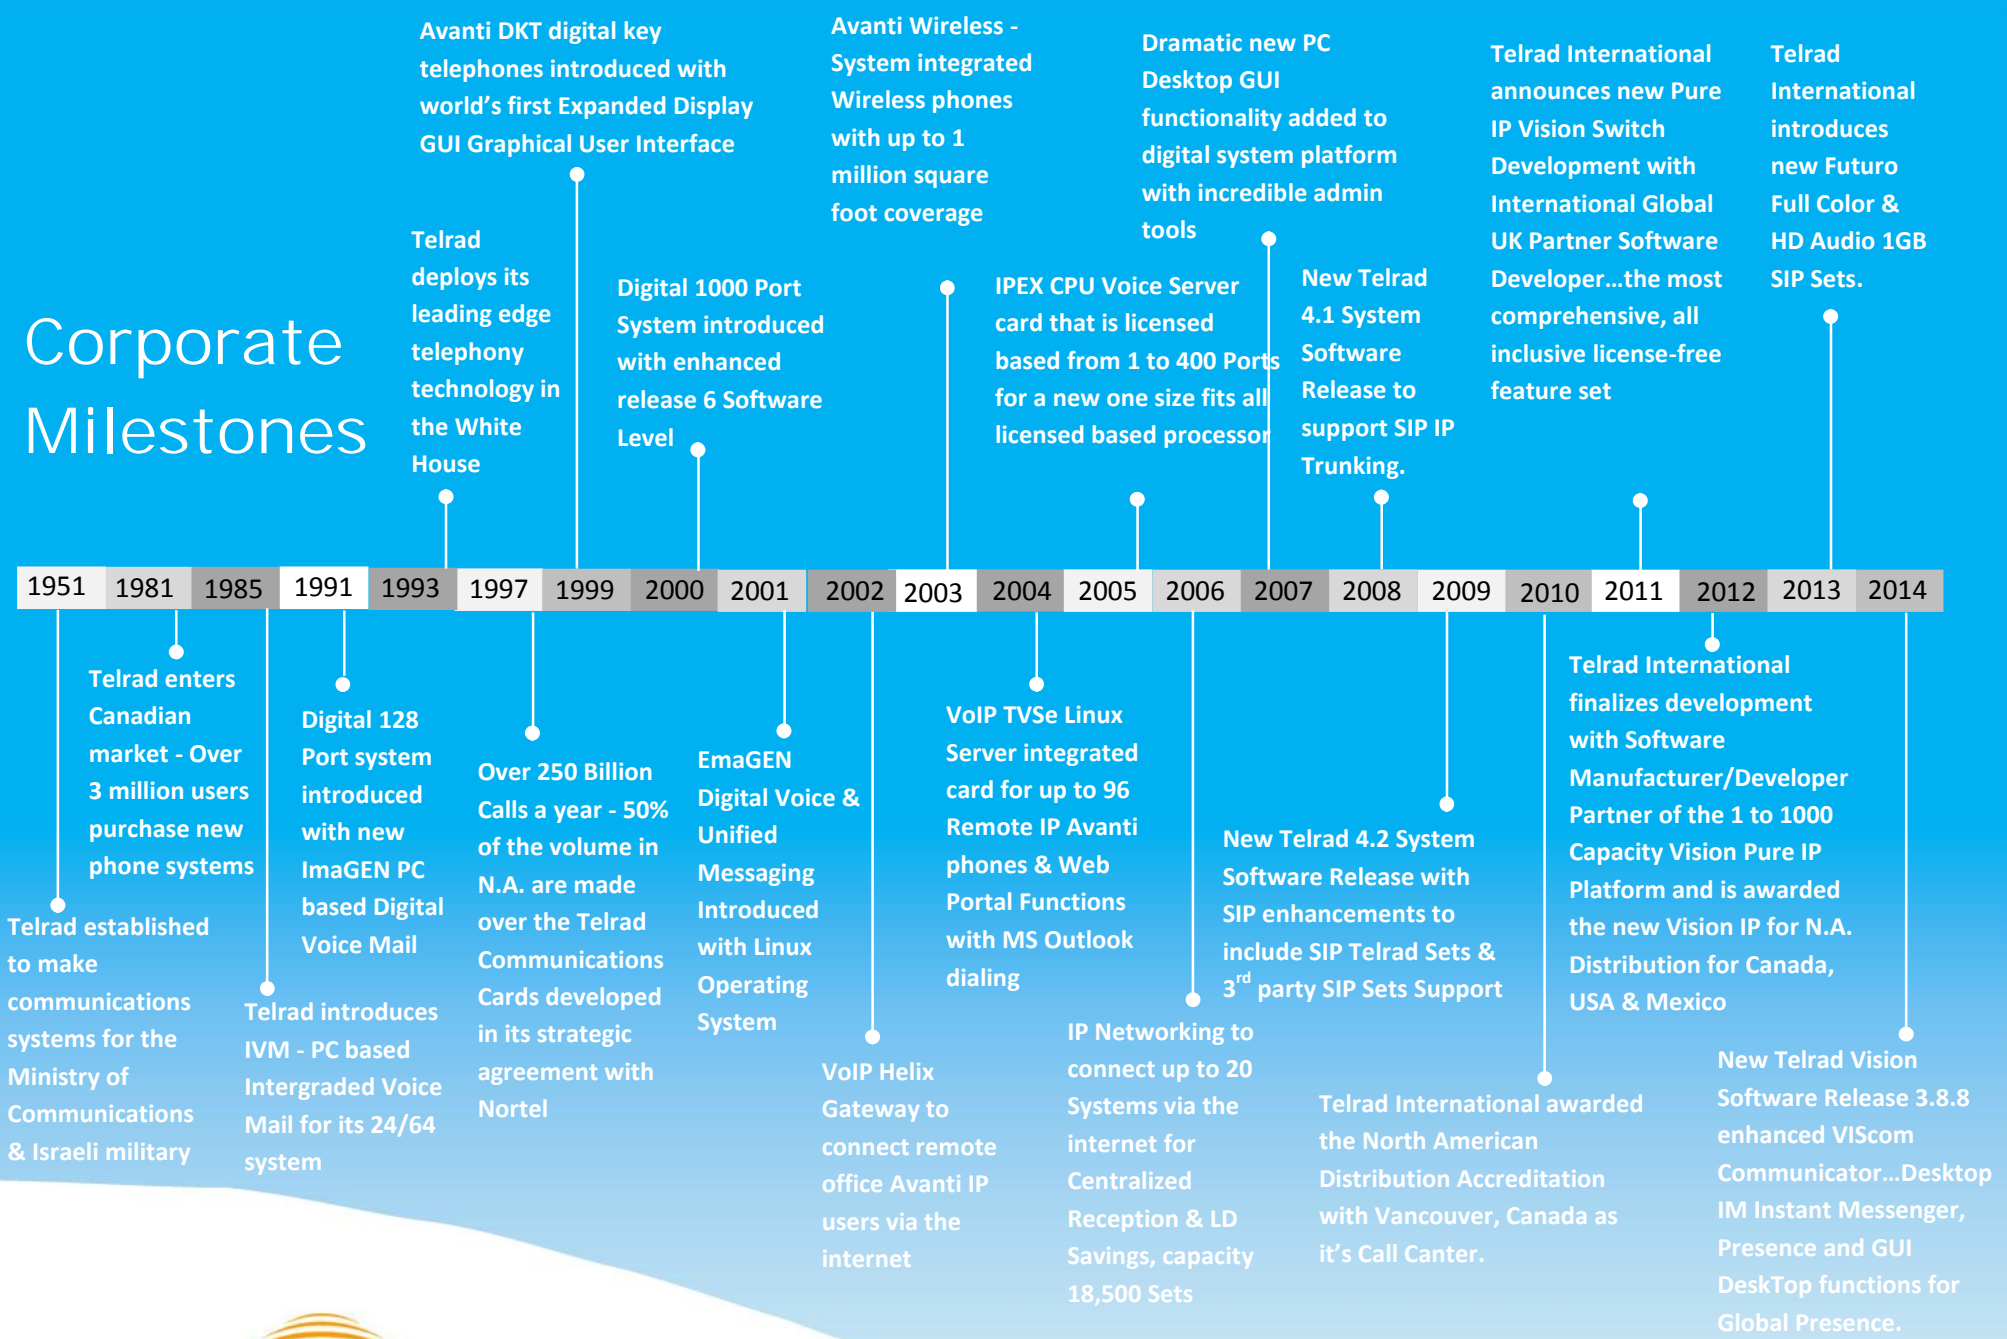 Corporate
Milestones
Avanti DKT digital key
telephones introduced with
world's first Expanded Display
GUI Graphical User Interface
Avanti Wireless -
System integrated
Wireless phones
with up to 1
million square
foot coverage
Dramatic new PC
Desktop GUI
functionality added to
digital system platform
with incredible admin
tools
Telrad International
announces new Pure
IP Vision Switch
Development with
International Global
UK Partner Software
Developer…the most
comprehensive, all
inclusive license-free
feature set
Telrad
International
introduces
new Futuro
Full Color &
HD Audio 1GB
SIP Sets.
Telrad
deploys its
leading edge
telephony
technology in
the White
House
Digital 1000 Port
System introduced
with enhanced
release 6 Software
Level
IPEX CPU Voice Server
card that is licensed
based from 1 to 400 Ports
for a new one size fits all
licensed based processor
New Telrad
4.1 System
Software
Release to
support SIP IP
Trunking.
1951 1981 1985 1991 1993 1997 1999 2000 2001 2002 2003 2004 2005 2006 2007 2008 2009 2010 2011 2012 2013 2014
Telrad established
to make
communications
systems for the
Ministry of
Communications
& Israeli military
Telrad enters
Canadian
market - Over
3 million users
purchase new
phone systems
Telrad introduces
IVM - PC based
Intergraded Voice
Mail for its 24/64
system
Digital 128
Port system
introduced
with new
ImaGEN PC
based Digital
Voice Mail
Over 250 Billion
Calls a year - 50%
of the volume in
N.A. are made
over the Telrad
Communications
Cards developed
in its strategic
agreement with
Nortel
EmaGEN
Digital Voice &
Unified
Messaging
Introduced
with Linux
Operating
System
VoIP Helix
Gateway to
connect remote
office Avanti IP
users via the
internet
VoIP TVSe Linux
Server integrated
card for up to 96
Remote IP Avanti
phones & Web
Portal Functions
with MS Outlook
dialing
IP Networking to
connect up to 20
Systems via the
internet for
Centralized
Reception & LD
Savings, capacity
18,500 Sets
New Telrad 4.2 System
Software Release with
SIP enhancements to
include SIP Telrad Sets &
3rd party SIP Sets Support
Telrad International awarded
the North American
Distribution Accreditation
with Vancouver, Canada as
it's Call Canter.
Telrad International
finalizes development
with Software
Manufacturer/Developer
Partner of the 1 to 1000
Capacity Vision Pure IP
Platform and is awarded
the new Vision IP for N.A.
Distribution for Canada,
USA & Mexico
New Telrad Vision
Software Release 3.8.8
enhanced VIScom
Communicator…Desktop
IM Instant Messenger,
Presence and GUI
DeskTop functions for
Global Presence.